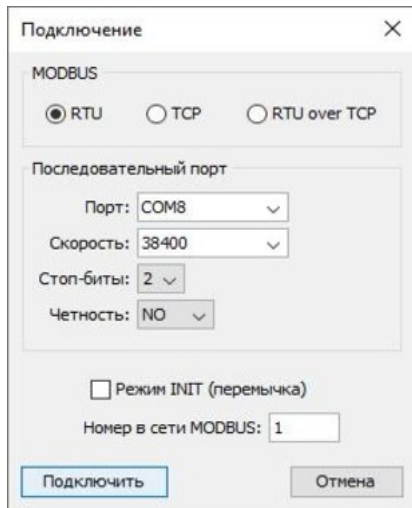 Подключение
MODBUS
RTU TCP RTU over TCP
Последовательный порт
Порт: COM8
Скорость: 38400
Стоп-биты: 2
Четность: NO
Режим INIT (перемычка)
Номер в сети MODBUS: 1
Подключить Отмена